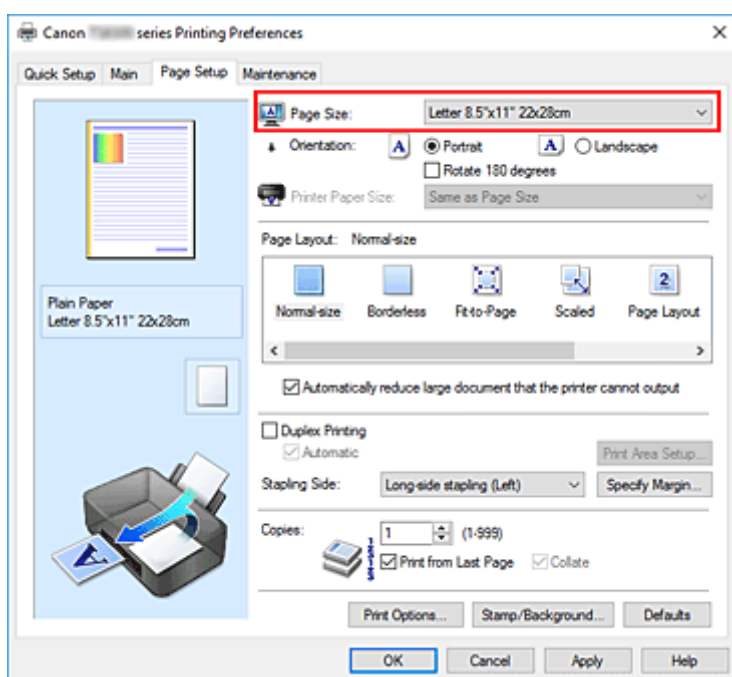 Canon series Printing Preferences
Quick Setup Main Page Setup Maintenance
Page Size: Letter 8.5"x11" 22x28cm
Orientation: A Portrait A Landscape
Rotate 180 degrees
Printer Paper Size: Same as Page Size
Page Layout: Normal-size
Normal-size Borderless Fit-to-Page Scaled Page Layout
Plain Paper
Letter 8.5"x11" 22x28cm
Automatically reduce large document that the printer cannot output
Duplex Printing
Automatic
Print Area Setup...
Stapling Side: Long-side stapling (Left) Specify Margin...
Copies: 1 (1-999)
Print from Last Page Collate
Print Options... Stamp/Background... Defaults
OK Cancel Apply Help